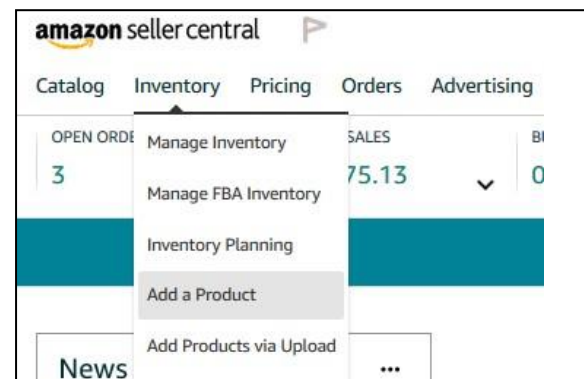 amazon seller central
Catalog Inventory Pricing Orders Advertising
OPEN ORDE SALES
3 75.13 0
Manage Inventory
Manage FBA Inventory
Inventory Planning
Add a Product
Add Products via Upload
News ...